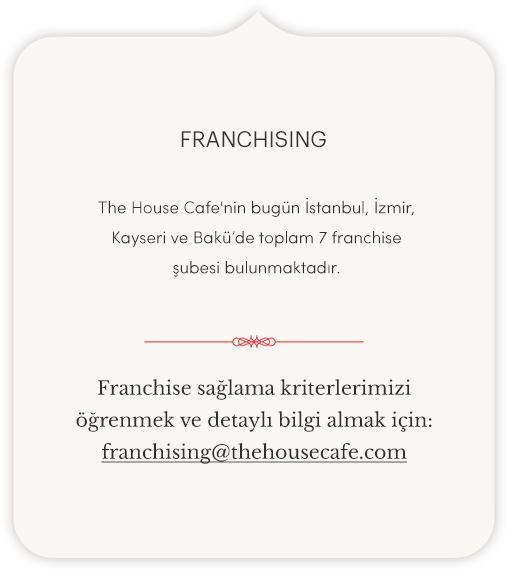 FRANCHISING
The House Cafe'nin bugün İstanbul, İzmir,
Kayseri ve Bakü'de toplam 7 franchise
şubesi bulunmaktadır.
Franchise sağlama kriterlerimizi
öğrenmek ve detaylı bilgi almak için:
franchising@thehousecafe.com